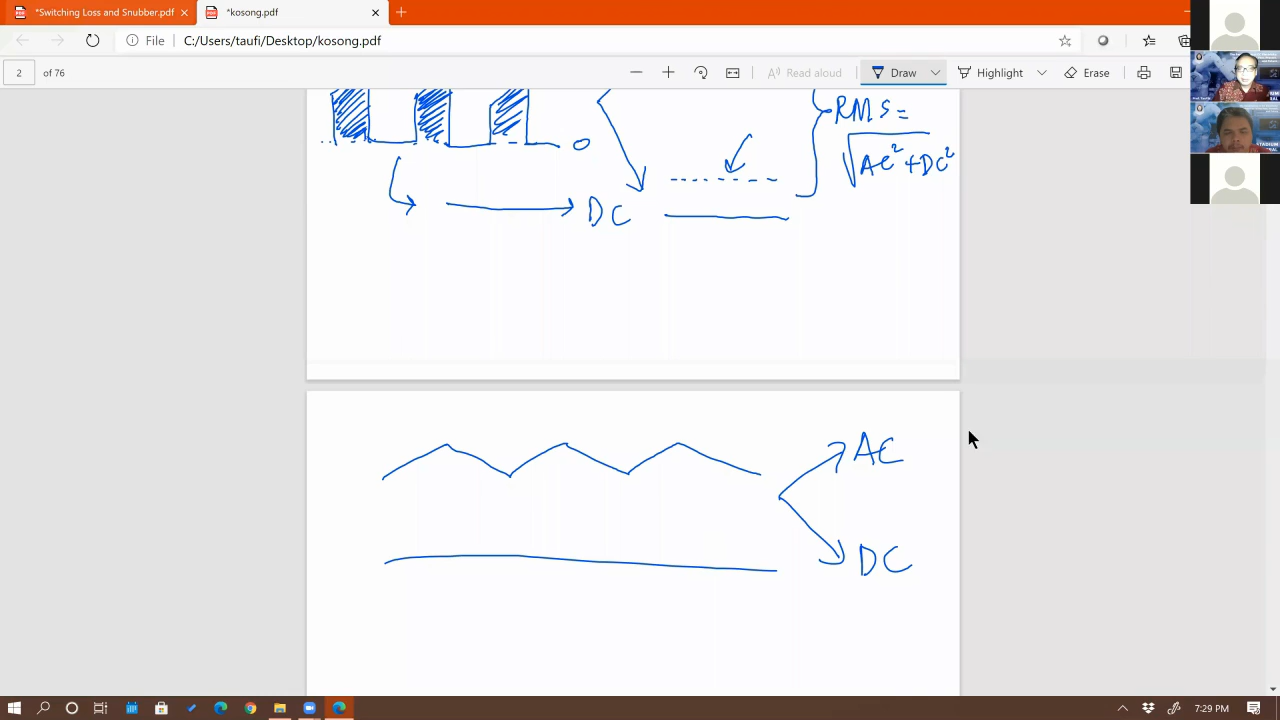 *Switching Loss and Snubber.pdf
*kosong.pdf
File C:/Users/taufi/Desktop/kosong.pdf
2 of 76
Read aloud
Draw
Highlight
Erase
RMS =
√AC² + DC²
0
DC
AC
DC
7:29 PM